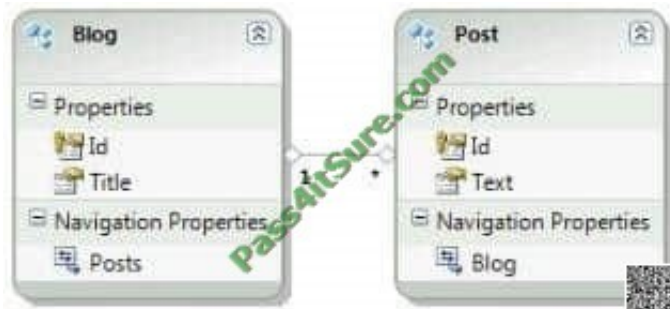 Blog
Properties
Id
Title
Navigation Properties
Posts
1
*
Post
Properties
Id
Text
Navigation Properties
Blog
Pass4itSure.com